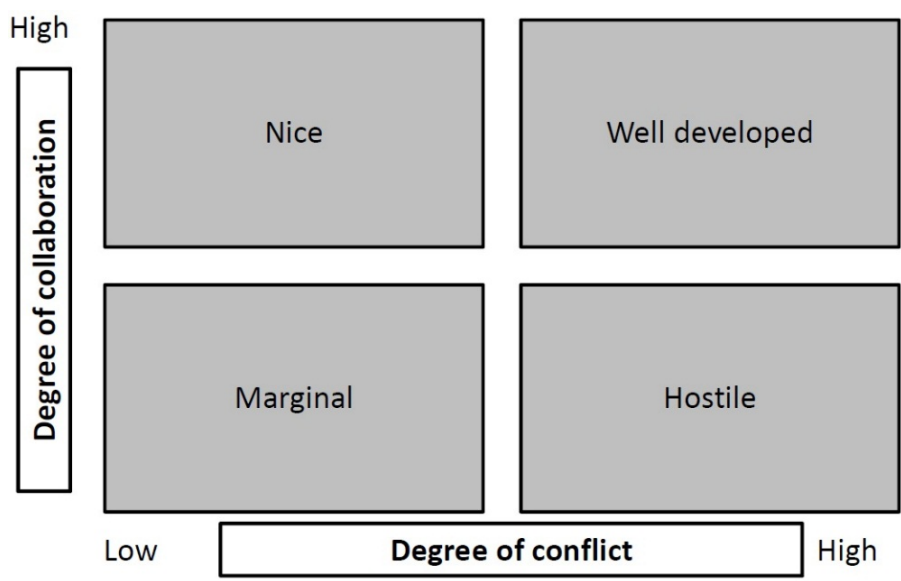 High
Degree of collaboration
Nice
Well developed
Marginal
Hostile
Low
Degree of conflict
High